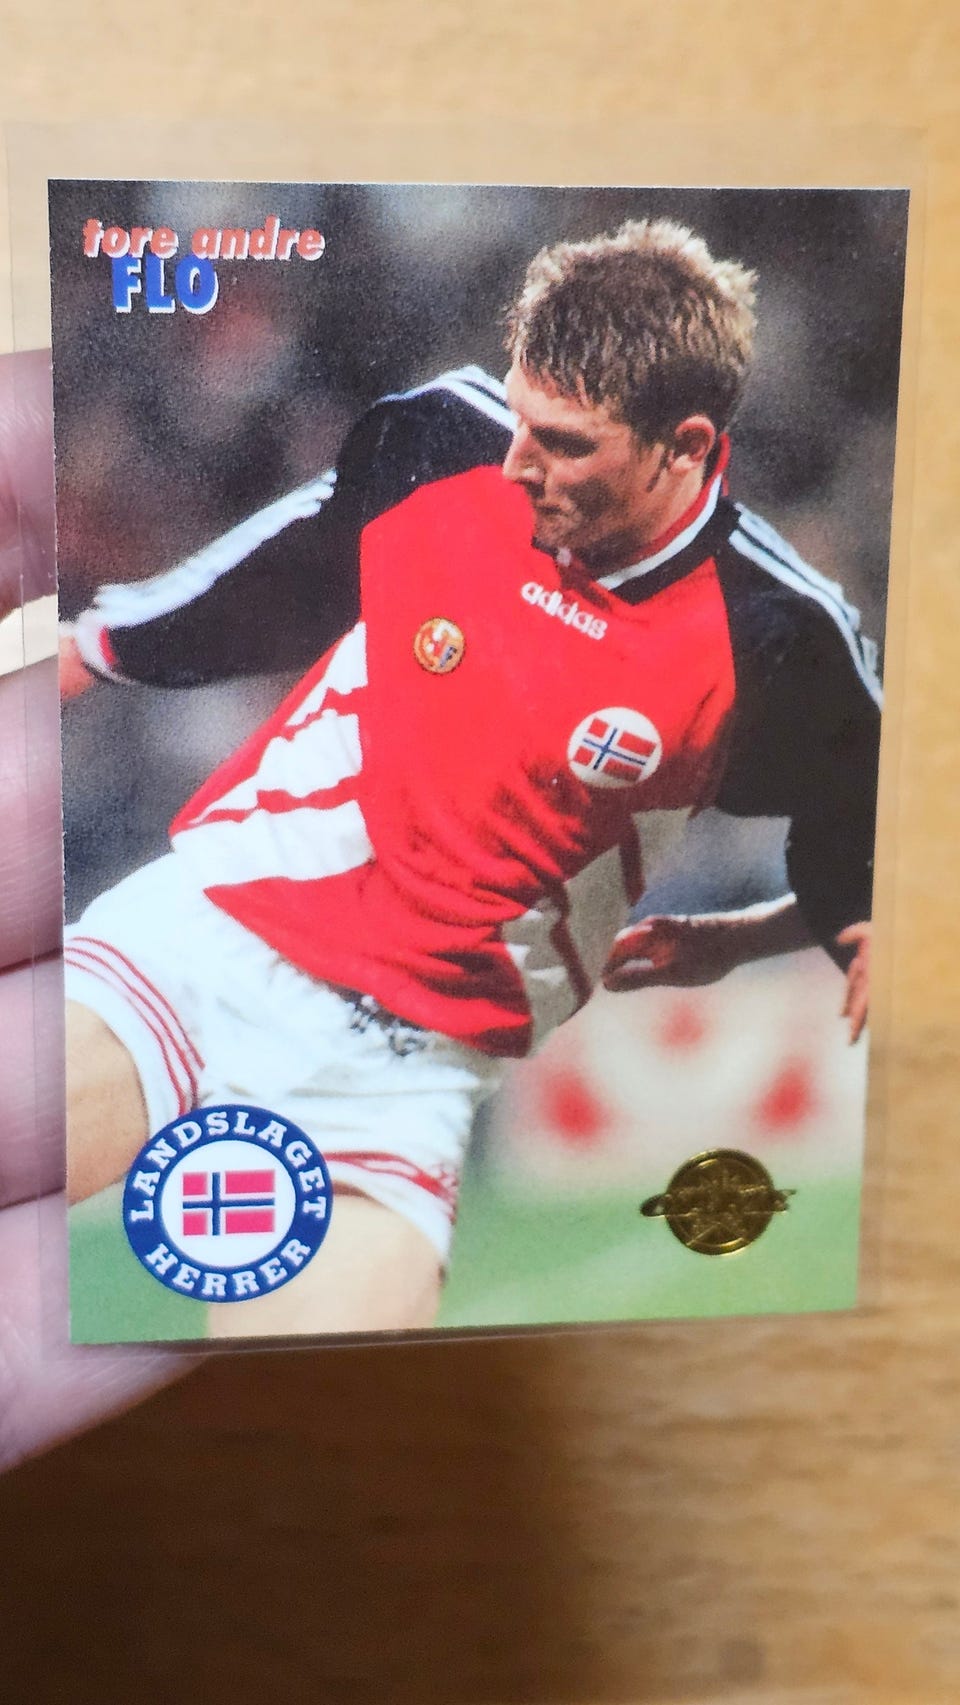 tore andre
FLO
adidas
LANDSLAGET
HERRER